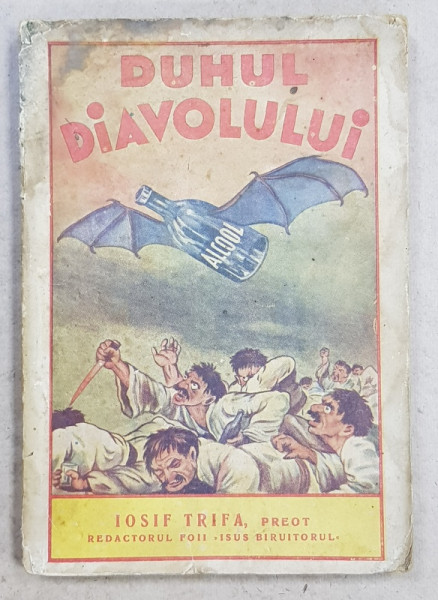 DUHUL
DiAVOLULUi
ALCOOL
IOSIF TRIFA, PREOT
REDACTORUL FOII »ISUS BIRUITORUL«